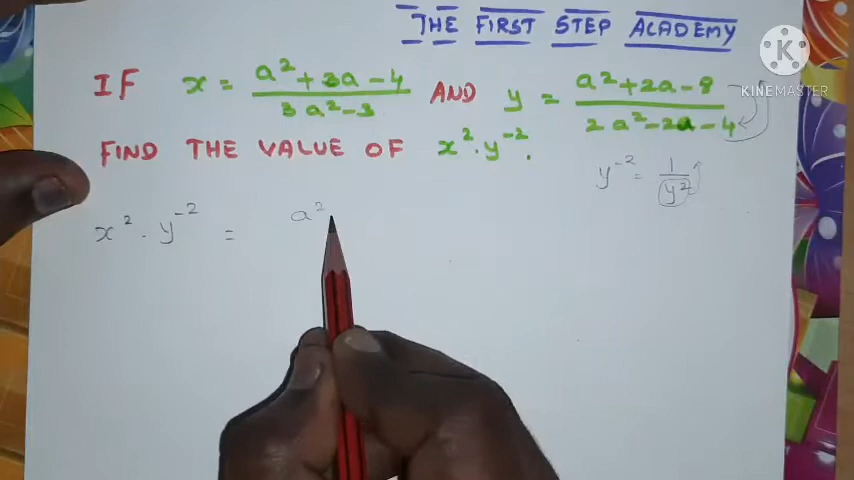 THE FIRST STEP ACADEMY
KINEMASTER
IF x = (a² + 3a - 4)/(3a² - 3) AND y = (a² + 2a - 8)/(2a² - 2a - 4)
FIND THE VALUE OF x² · y⁻² .
y⁻² = 1/y²
x² · y⁻² = a²